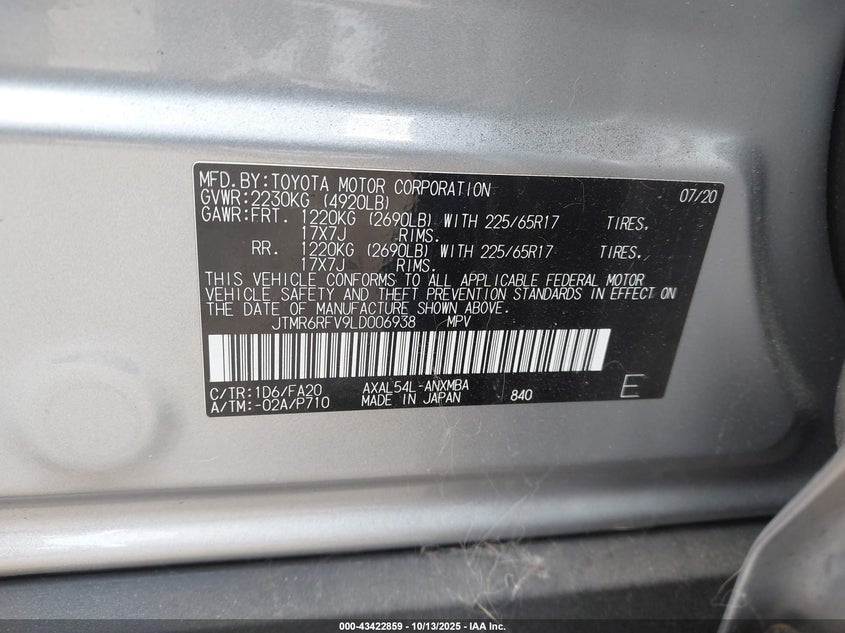 MFD.BY:TOYOTA MOTOR CORPORATION 07/20
GVWR:2230KG (4920LB)
GAWR:FRT. 1220KG (2690LB) WITH 225/65R17 TIRES.
17X7J RIMS.
RR. 1220KG (2690LB) WITH 225/65R17 TIRES.
17X7J RIMS.
THIS VEHICLE CONFORMS TO ALL APPLICABLE FEDERAL MOTOR
VEHICLE SAFETY AND THEFT PREVENTION STANDARDS IN EFFECT ON
THE DATE OF MANUFACTURE SHOWN ABOVE.
JTMR6RFV9LD006938 MPV
C/TR:1D6/FA20 AXAL54L-ANXMBA
A/TM:-02A/P710 MADE IN JAPAN 840 E
000-43422859 - 10/13/2025 - IAA Inc.